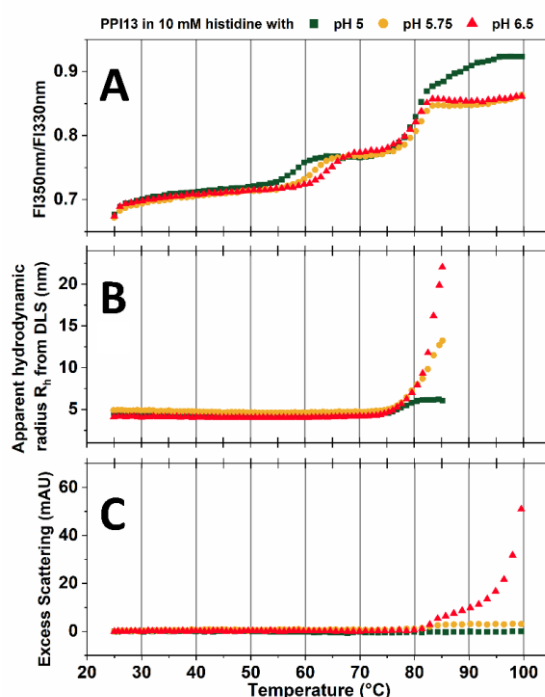 PPI13 in 10 mM histidine with pH 5 pH 5.75 pH 6.5
A
FI350nm/FI330nm
0.9
0.8
0.7
B
Apparent hydrodynamic
radius Rh from DLS (nm)
20
15
10
5
C
Excess Scattering (mAU)
60
40
20
0
20 30 40 50 60 70 80 90 100
Temperature (°C)